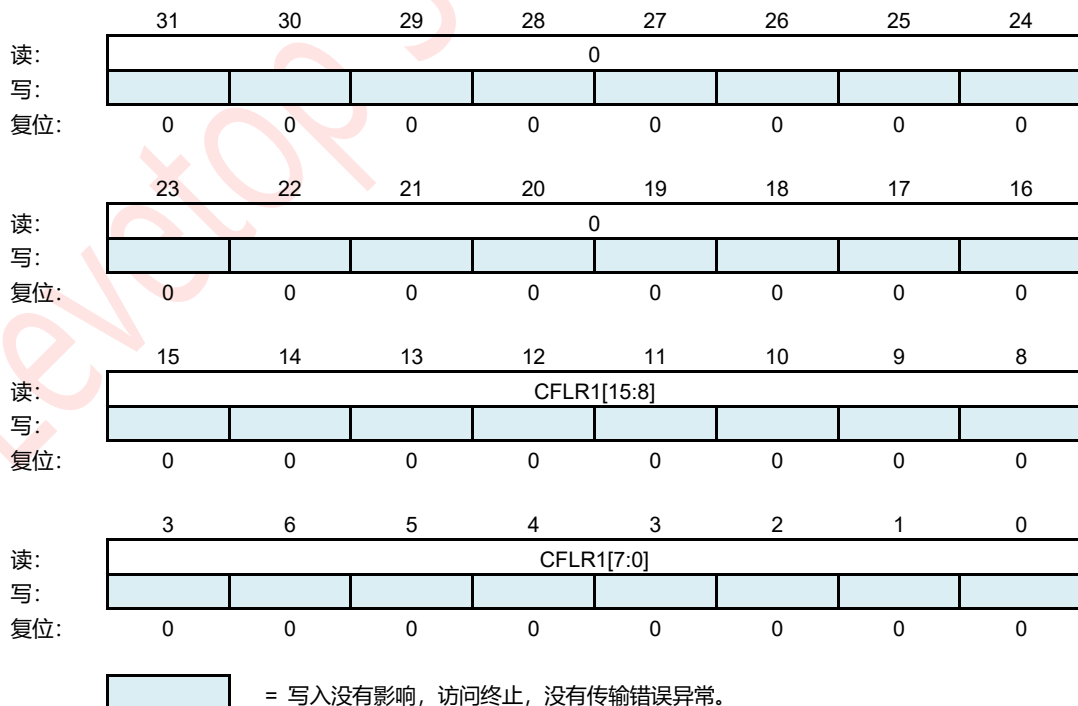 31 30 29 28 27 26 25 24
读: 0
写:
复位: 0 0 0 0 0 0 0 0
23 22 21 20 19 18 17 16
读: 0
写:
复位: 0 0 0 0 0 0 0 0
15 14 13 12 11 10 9 8
读: CFLR1[15:8]
写:
复位: 0 0 0 0 0 0 0 0
3 6 5 4 3 2 1 0
读: CFLR1[7:0]
写:
复位: 0 0 0 0 0 0 0 0
= 写入没有影响，访问终止，没有传输错误异常。
Levetop